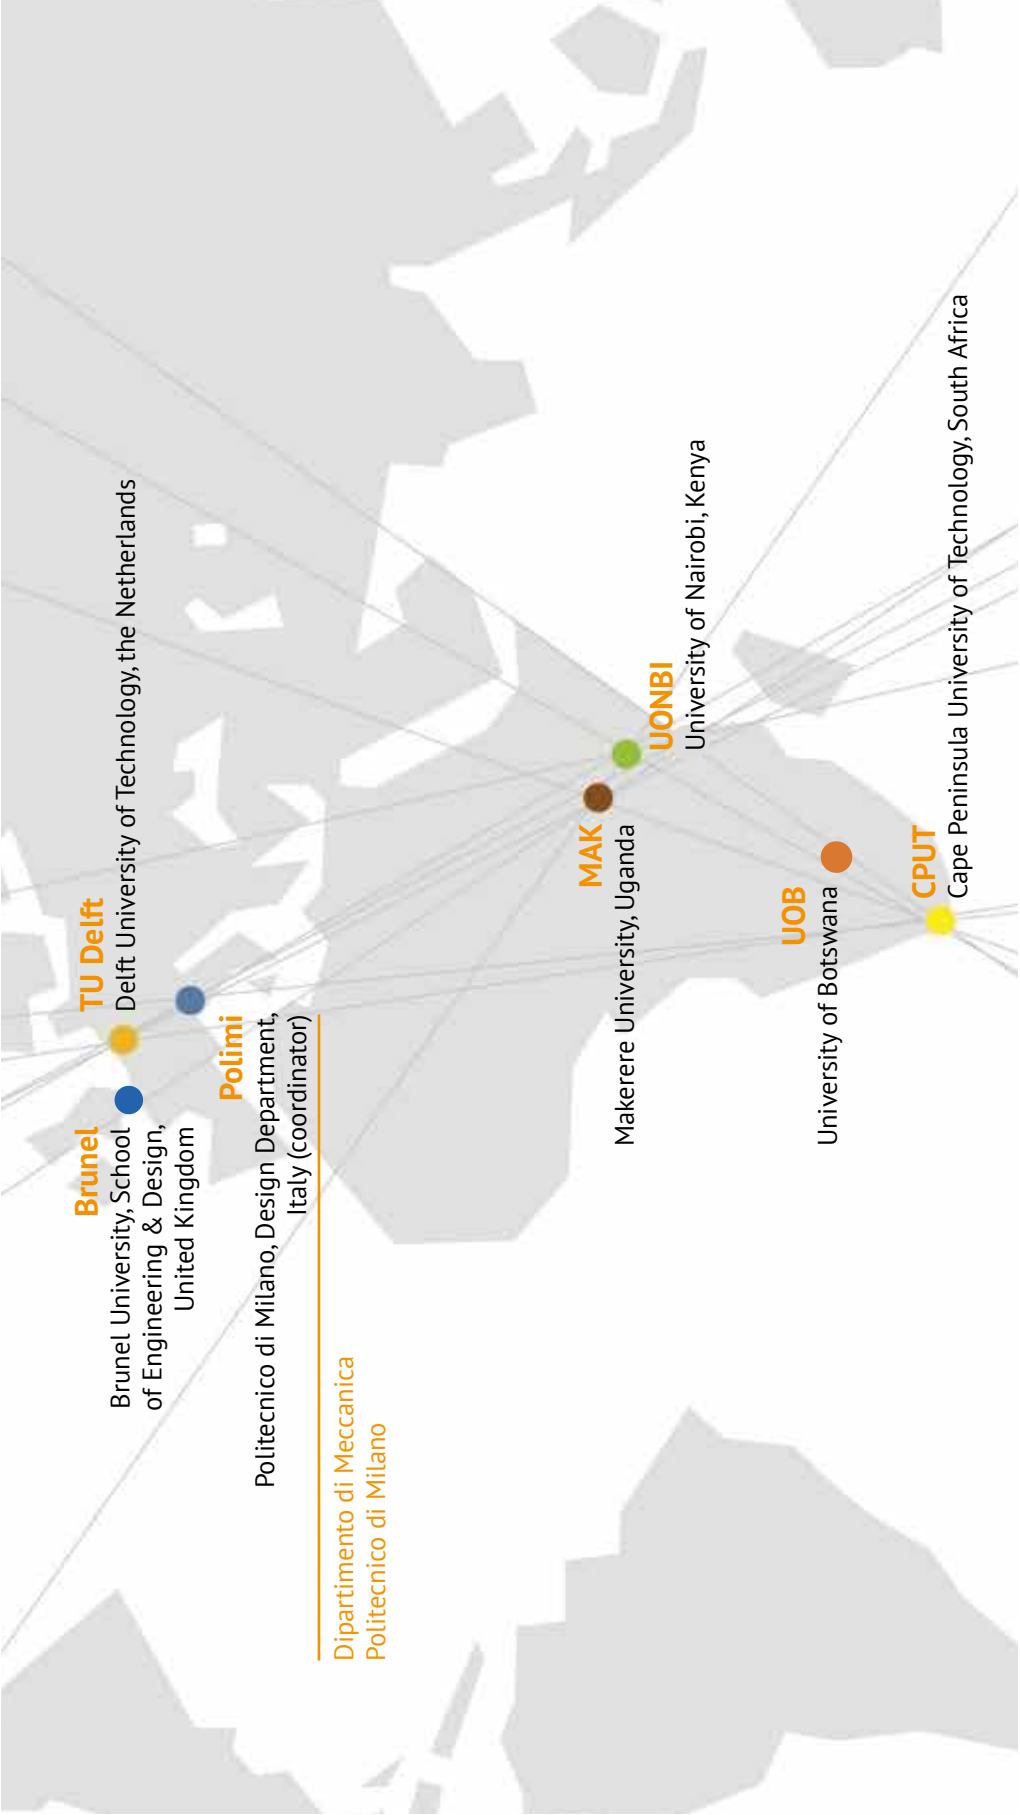 Brunel
Brunel University, School
of Engineering & Design,
United Kingdom
TU Delft
Delft University of Technology, the Netherlands
Polimi
Politecnico di Milano, Design Department,
Italy (coordinator)
Dipartimento di Meccanica
Politecnico di Milano
MAK
Makerere University, Uganda
UONBI
University of Nairobi, Kenya
UOB
University of Botswana
CPUT
Cape Peninsula University of Technology, South Africa